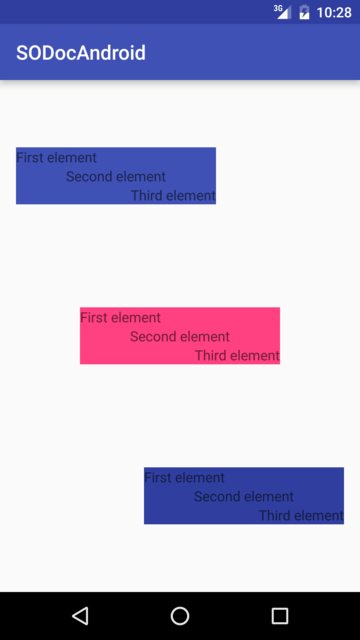 3G 10:28
SODocAndroid
First element
Second element
Third element
First element
Second element
Third element
First element
Second element
Third element